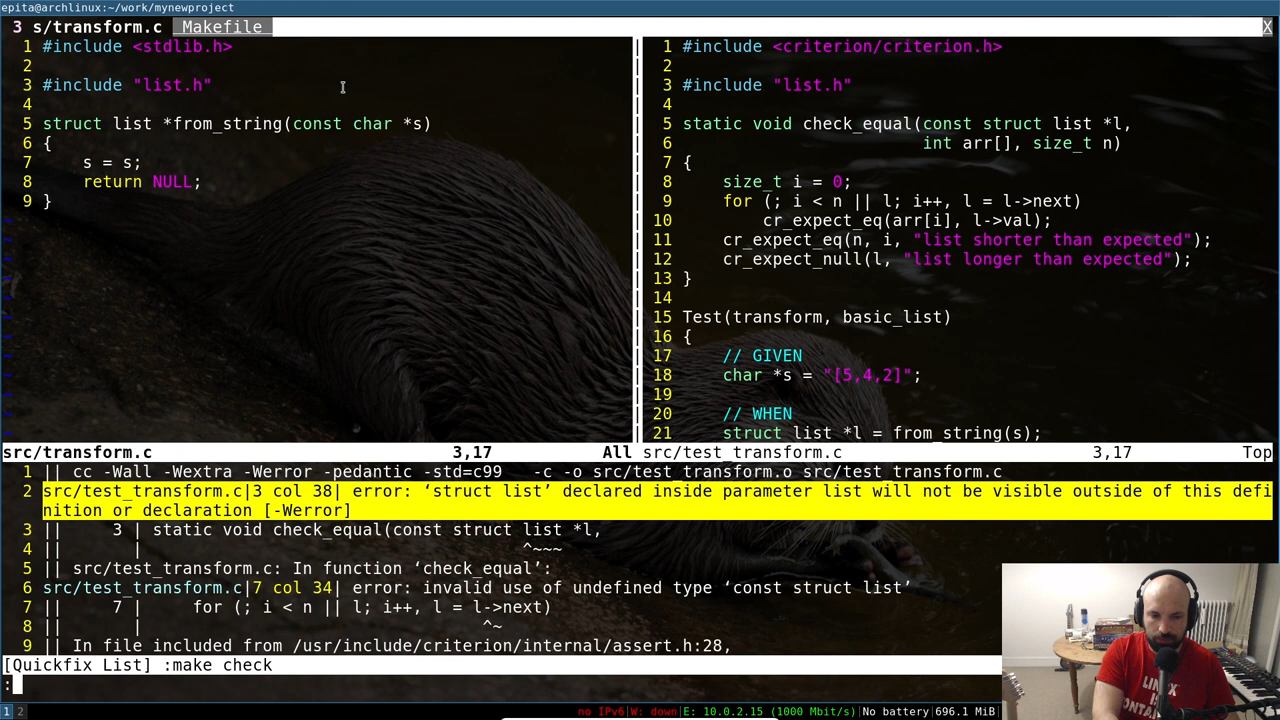 epita@archlinux:~/work/mynewproject
3 s/transform.c  Makefile  X
1 #include <stdlib.h>
2
3 #include "list.h"
4
5 struct list *from_string(const char *s)
6 {
7     s = s;
8     return NULL;
9 }
~
~
~
~
~
~
~
~
~
~
~
~
src/transform.c 3,17 All
1 #include <criterion/criterion.h>
2
3 #include "list.h"
4
5 static void check_equal(const struct list *l,
6                         int arr[], size_t n)
7 {
8     size_t i = 0;
9     for (; i < n || l; i++, l = l->next)
10         cr_expect_eq(arr[i], l->val);
11     cr_expect_eq(n, i, "list shorter than expected");
12     cr_expect_null(l, "list longer than expected");
13 }
14
15 Test(transform, basic_list)
16 {
17     // GIVEN
18     char *s = "[5,4,2]";
19
20     // WHEN
21     struct list *l = from_string(s);
src/test_transform.c 3,17 Top
1 || cc -Wall -Wextra -Werror -pedantic -std=c99   -c -o src/test_transform.o src/test_transform.c
2 src/test_transform.c|3 col 38| error: ‘struct list’ declared inside parameter list will not be visible outside of this defi
nition or declaration [-Werror]
3 ||     3 | static void check_equal(const struct list *l,
4 ||       |                                      ^~~~
5 || src/test_transform.c: In function ‘check_equal’:
6 src/test_transform.c|7 col 34| error: invalid use of undefined type ‘const struct list’
7 ||     7 |     for (; i < n || l; i++, l = l->next)
8 ||       |                                  ^~
9 || In file included from /usr/include/criterion/internal/assert.h:28,
[Quickfix List] :make check
:
1 2 no IPv6|W: down|E: 10.0.2.15 (1000 Mbit/s)|No battery|696.1 MiB